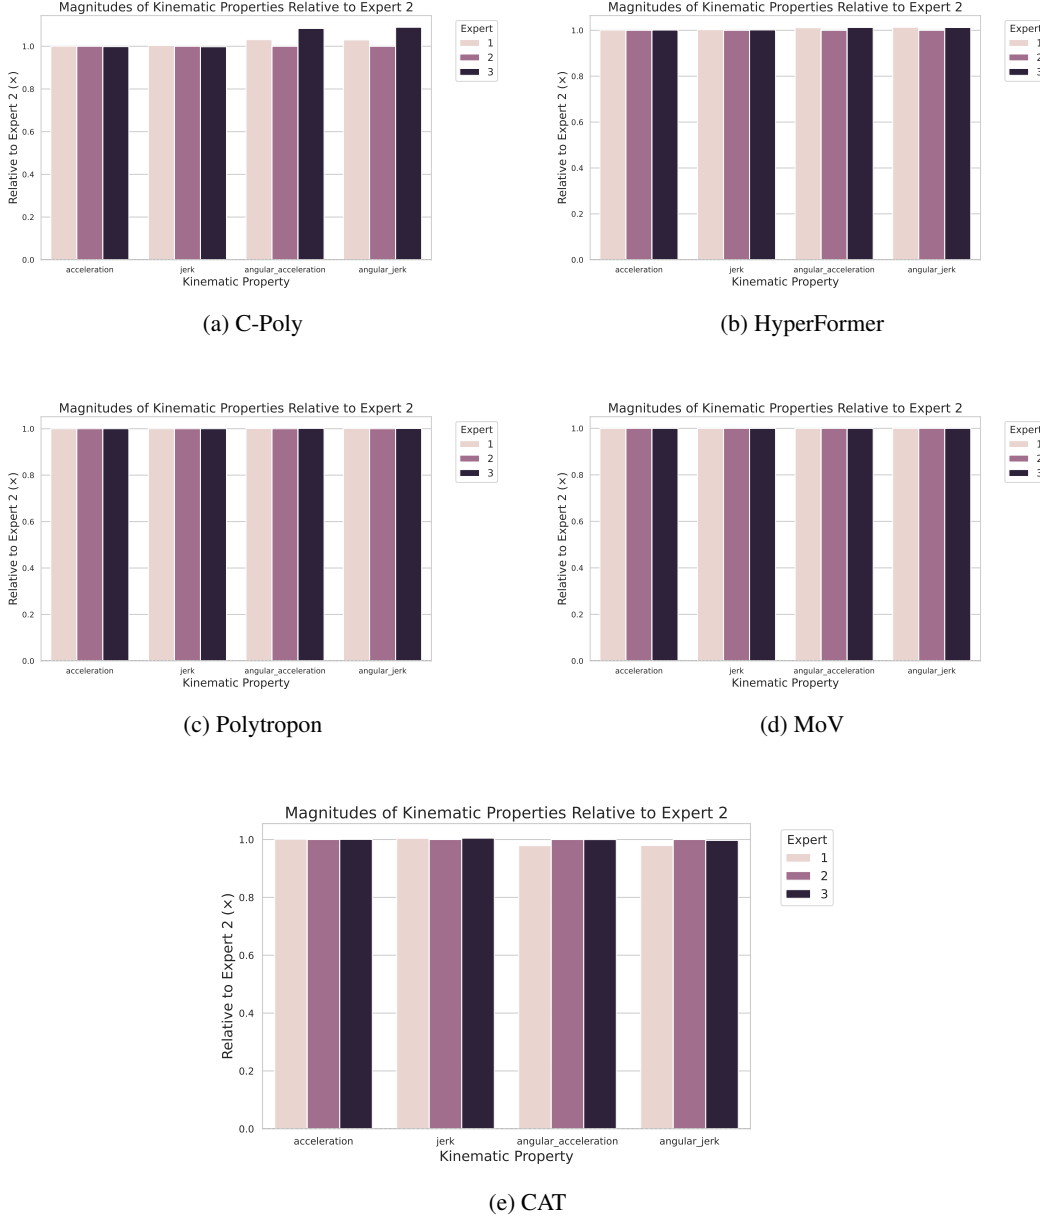 Magnitudes of Kinematic Properties Relative to Expert 2
Relative to Expert 2 (×)
1.0
0.8
0.6
0.4
0.2
0.0
acceleration jerk angular_acceleration angular_jerk
Kinematic Property
Expert
1
2
3
(a) C-Poly
Magnitudes of Kinematic Properties Relative to Expert 2
Relative to Expert 2 (×)
1.0
0.8
0.6
0.4
0.2
0.0
acceleration jerk angular_acceleration angular_jerk
Kinematic Property
Expert
1
2
3
(b) HyperFormer
Magnitudes of Kinematic Properties Relative to Expert 2
Relative to Expert 2 (×)
1.0
0.8
0.6
0.4
0.2
0.0
acceleration jerk angular_acceleration angular_jerk
Kinematic Property
Expert
1
2
3
(c) Polytropon
Magnitudes of Kinematic Properties Relative to Expert 2
Relative to Expert 2 (×)
1.0
0.8
0.6
0.4
0.2
0.0
acceleration jerk angular_acceleration angular_jerk
Kinematic Property
Expert
1
2
3
(d) MoV
Magnitudes of Kinematic Properties Relative to Expert 2
Relative to Expert 2 (×)
1.0
0.8
0.6
0.4
0.2
0.0
acceleration jerk angular_acceleration angular_jerk
Kinematic Property
Expert
1
2
3
(e) CAT